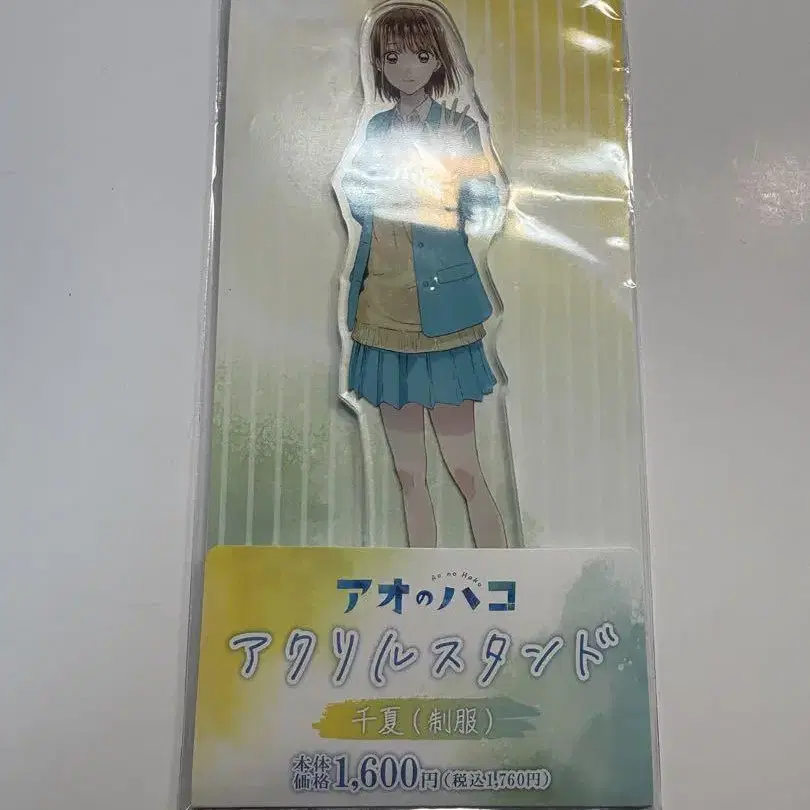 Ao no Hako
アオのハコ
アクリルスタンド
千夏(制服)
本体価格1,600円(税込1,760円)